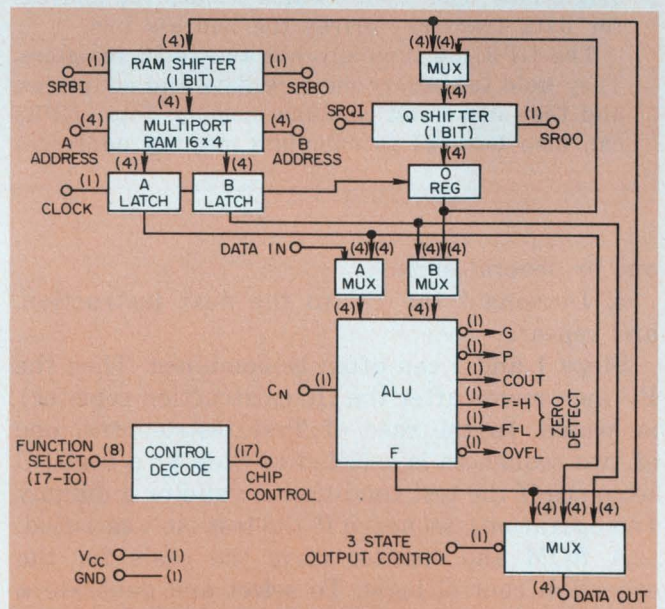 (4) (4) (4)
(1) RAM SHIFTER (1 BIT) (1)
SRBI SRBO
MUX
(4)
(4)
SRQI Q SHIFTER (1 BIT) (1)
SRQO
(4) MULTIPORT RAM 16×4 (4)
A ADDRESS B ADDRESS
(4) (4) (4)
(1) A LATCH B LATCH O REG
CLOCK
DATA IN (4) (4) (4) (4)
A MUX B MUX
(4) (4)
ALU
(1) G
(1) P
(1) COUT
(1) F=H
(1) F=L
ZERO DETECT
(1) OVFL
CN (1)
F
FUNCTION SELECT (I7-I0) (8) CONTROL DECODE (17) CHIP CONTROL
(4) (4) (4)
3 STATE OUTPUT CONTROL (1) MUX
VCC (1)
GND (1)
(4) DATA OUT